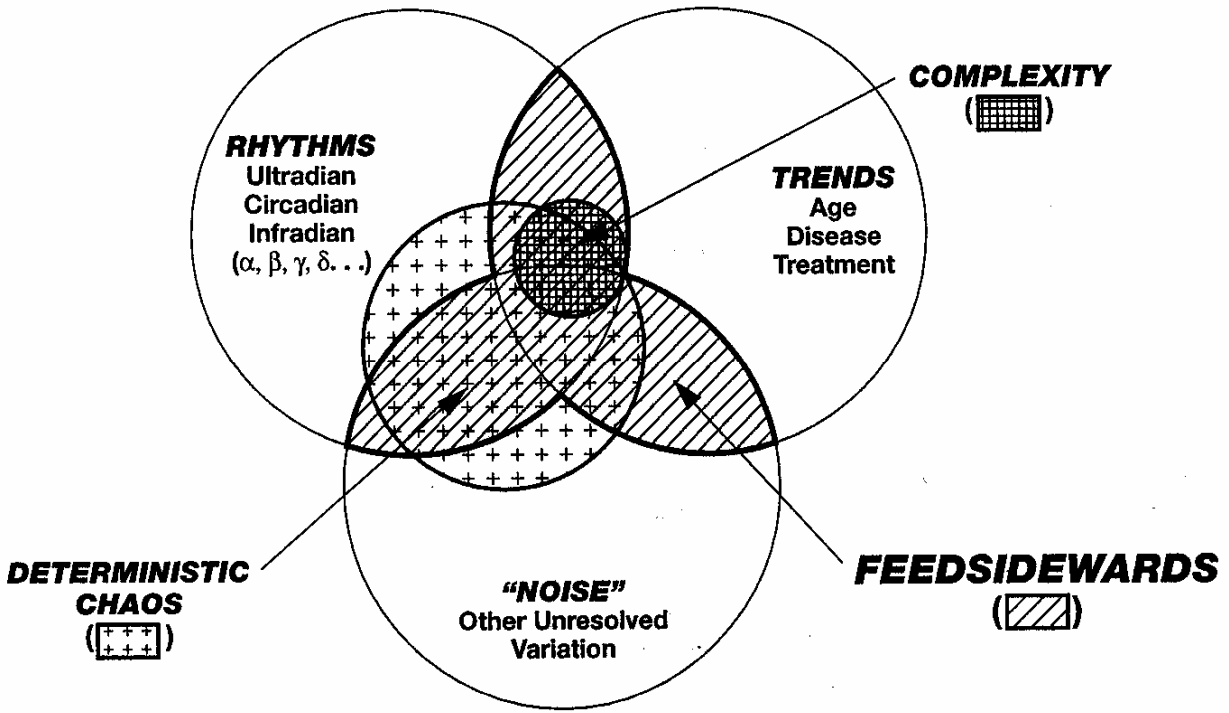 COMPLEXITY
( )
RHYTHMS
Ultradian
Circadian
Infradian
(α, β, γ, δ. . .)
TRENDS
Age
Disease
Treatment
DETERMINISTIC
CHAOS
( )
“NOISE”
Other Unresolved
Variation
FEEDSIDEWARDS
( )